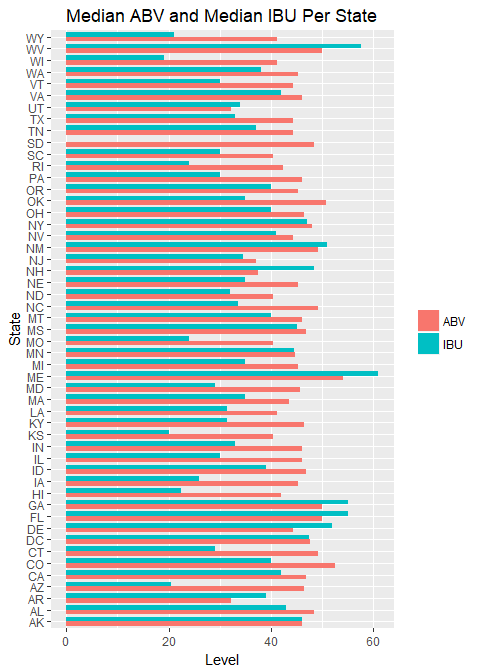 Median ABV and Median IBU Per State
WY
WV
WI
WA
VT
VA
UT
TX
TN
SD
SC
RI
PA
OR
OK
OH
NY
NV
NM
NJ
NH
NE
ND
NC
MT
MS
MO
MN
MI
ME
MD
MA
LA
KY
KS
IN
IL
ID
IA
HI
GA
FL
DE
DC
CT
CO
CA
AZ
AR
AL
AK
State
0 20 40 60
Level
ABV
IBU